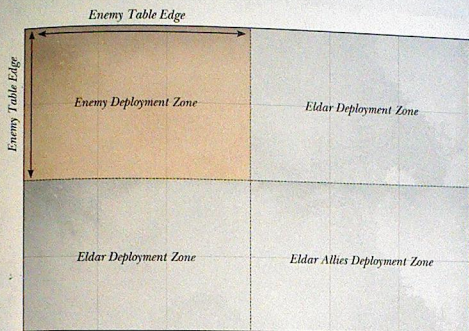 Enemy Table Edge
Enemy Table Edge
Enemy Deployment Zone
Eldar Deployment Zone
Eldar Deployment Zone
Eldar Allies Deployment Zone